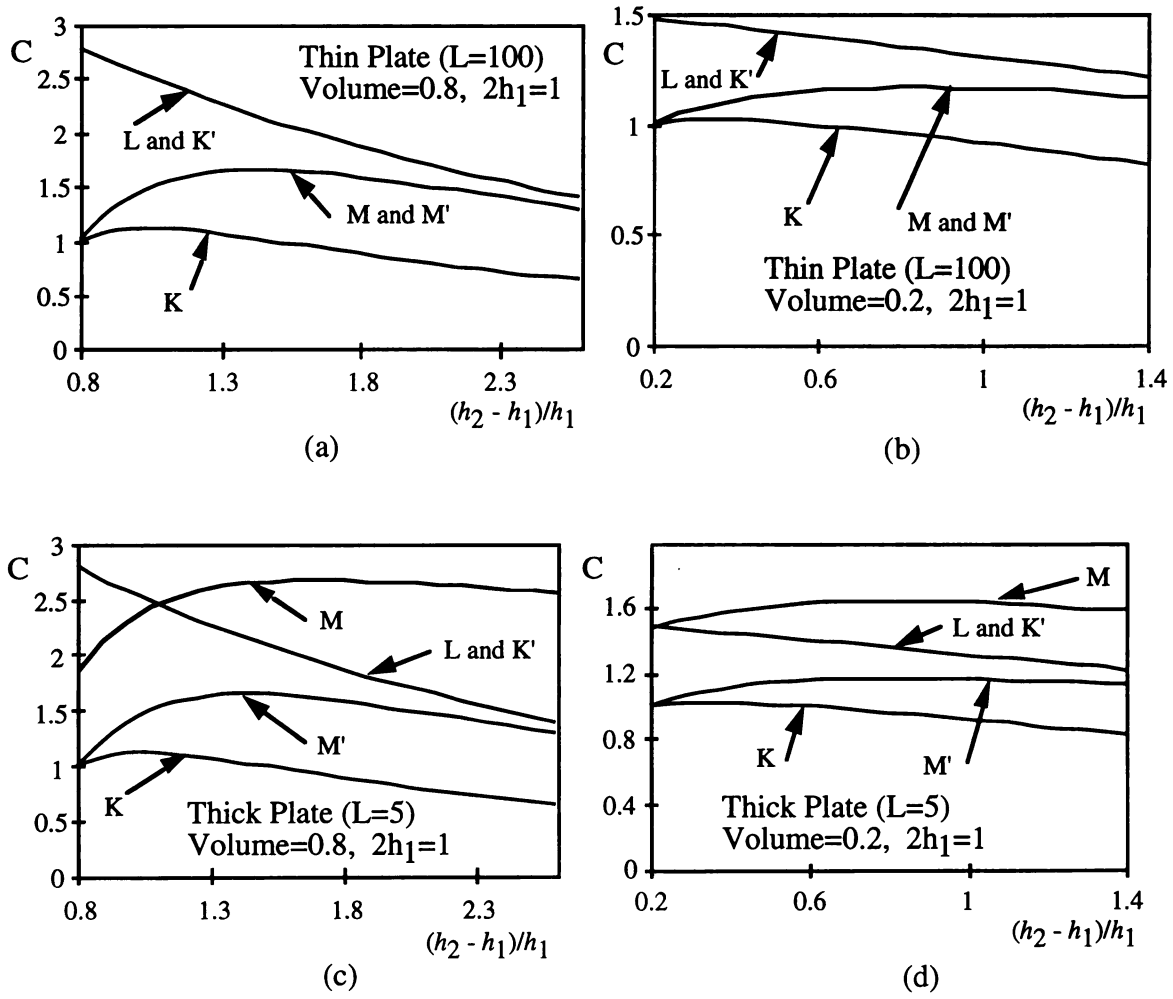 3
C
2.5
2
1.5
1
0.5
0
Thin Plate (L=100)
Volume=0.8, 2h1=1
L and K'
M and M'
K
0.8 1.3 1.8 2.3
(h2 - h1)/h1
(a)
1.5
C
1
0.5
0
L and K'
K
M and M'
Thin Plate (L=100)
Volume=0.2, 2h1=1
0.2 0.6 1 1.4
(h2 - h1)/h1
(b)
3
C
2.5
2
1.5
1
0.5
0
M
L and K'
M'
K
Thick Plate (L=5)
Volume=0.8, 2h1=1
0.8 1.3 1.8 2.3
(h2 - h1)/h1
(c)
C
1.6
1.2
0.8
0.4
0
M
L and K'
K
M'
Thick Plate (L=5)
Volume=0.2, 2h1=1
0.2 0.6 1 1.4
(h2 - h1)/h1
(d)